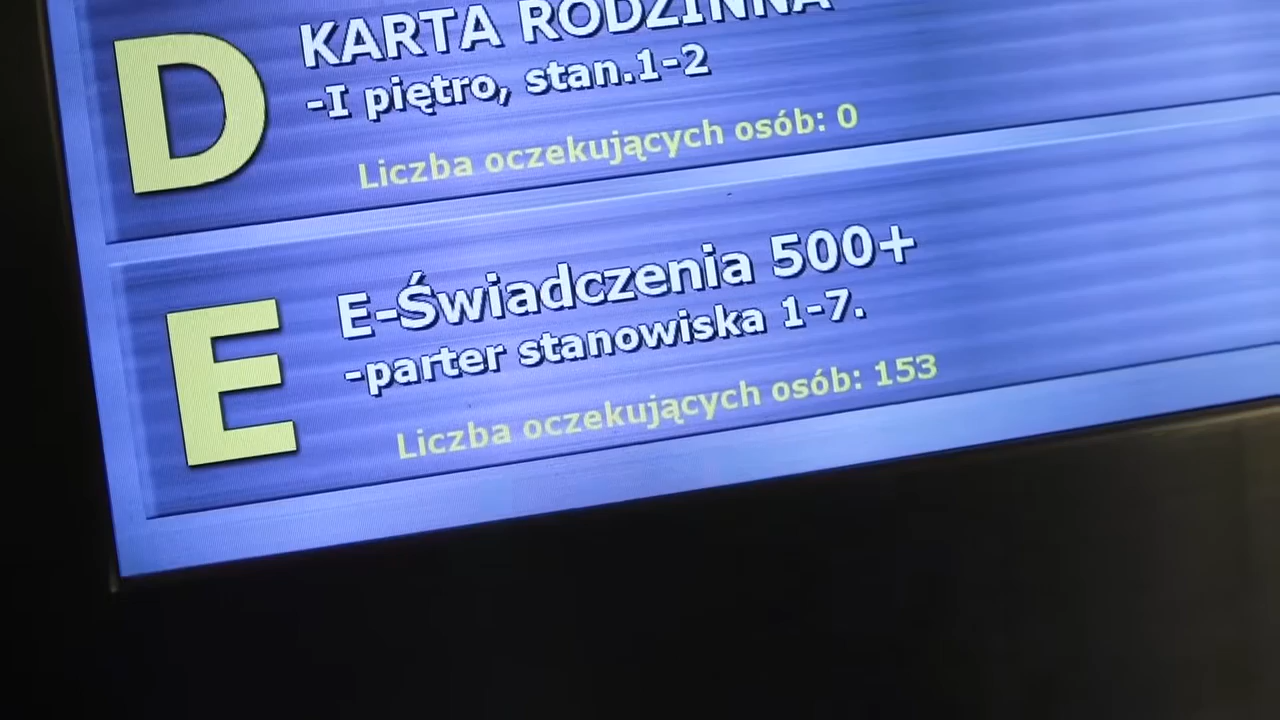 D
KARTA RODZINNA
-I piętro, stan.1-2
Liczba oczekujących osób: 0
E
E-Świadczenia 500+
-parter stanowiska 1-7.
Liczba oczekujących osób: 153